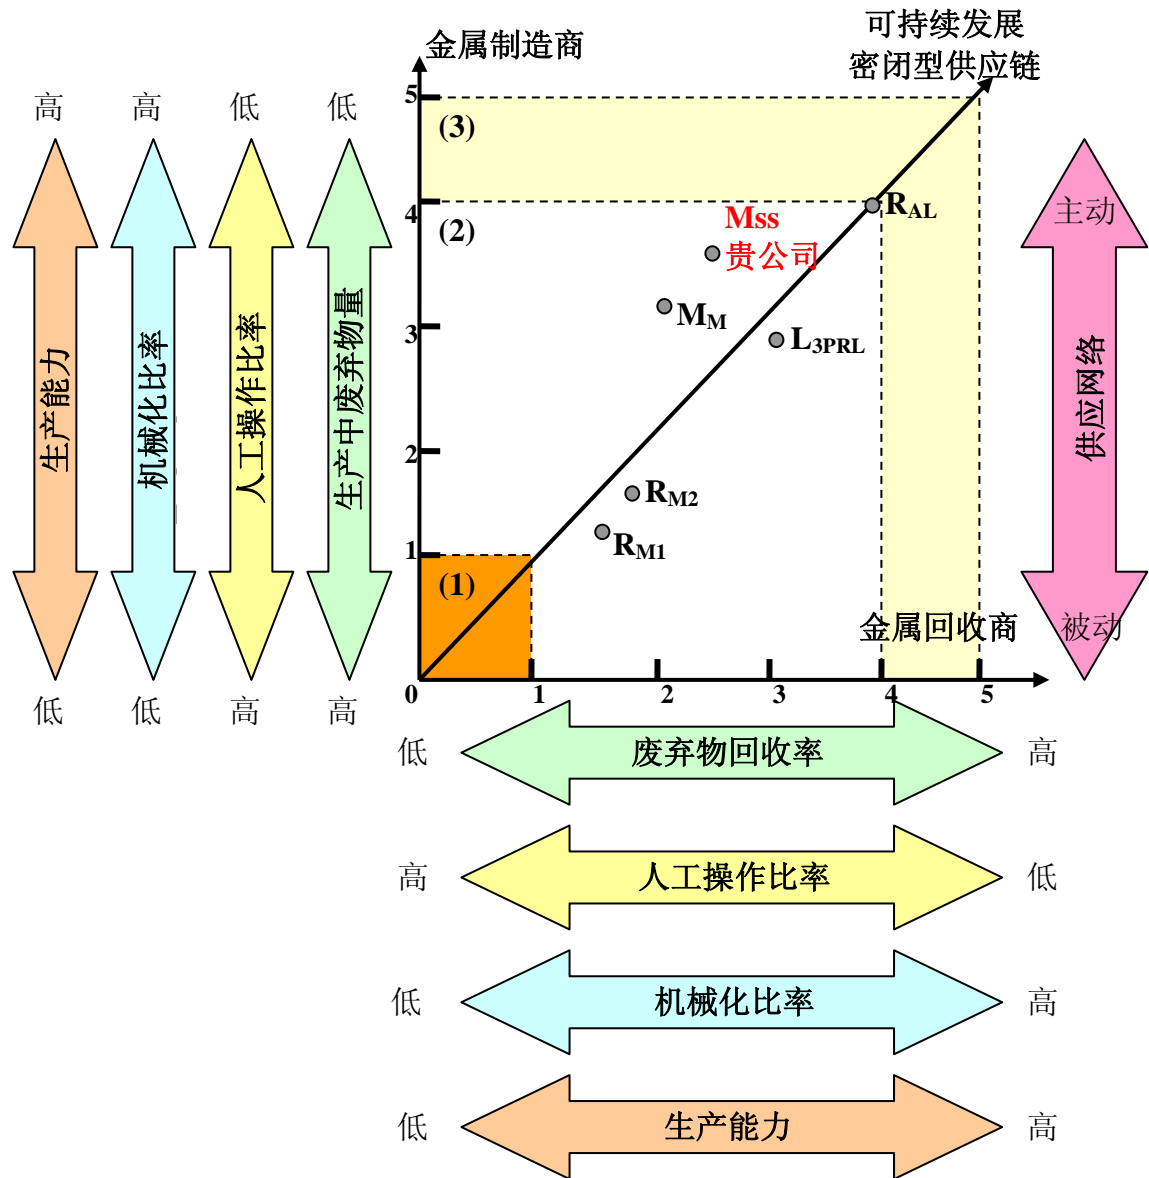 金属制造商
可持续发展
密闭型供应链
高
高
低
低
5
(3)
4
(2)
Mss
贵公司
RAL
主动
MM
3
L3PRL
生产能力
机械化比率
人工操作比率
生产中废弃物量
供应网络
2
RM2
RM1
1
(1)
金属回收商
被动
低
低
高
高
0
1
2
3
4
5
低
废弃物回收率
高
高
人工操作比率
低
低
机械化比率
高
低
生产能力
高